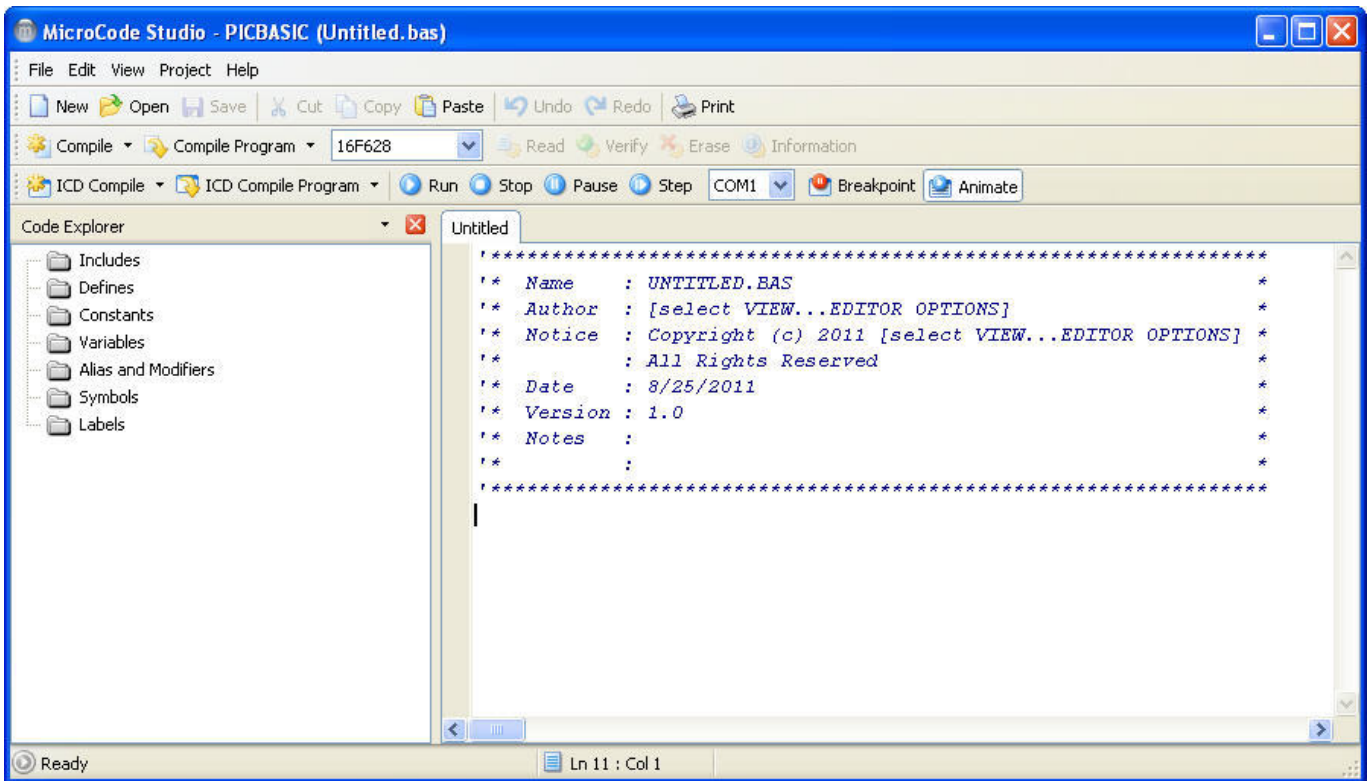 MicroCode Studio - PICBASIC (Untitled.bas)
File Edit View Project Help
New Open Save Cut Copy Paste Undo Redo Print
Compile Compile Program 16F628 Read Verify Erase Information
ICD Compile ICD Compile Program Run Stop Pause Step COM1 Breakpoint Animate
Code Explorer
Includes
Defines
Constants
Variables
Alias and Modifiers
Symbols
Labels
Untitled
'****************************************************************
'*  Name    : UNTITLED.BAS                                      *
'*  Author  : [select VIEW...EDITOR OPTIONS]                    *
'*  Notice  : Copyright (c) 2011 [select VIEW...EDITOR OPTIONS] *
'*          : All Rights Reserved                               *
'*  Date    : 8/25/2011                                         *
'*  Version : 1.0                                               *
'*  Notes   :                                                   *
'*          :                                                   *
'****************************************************************
Ready Ln 11 : Col 1